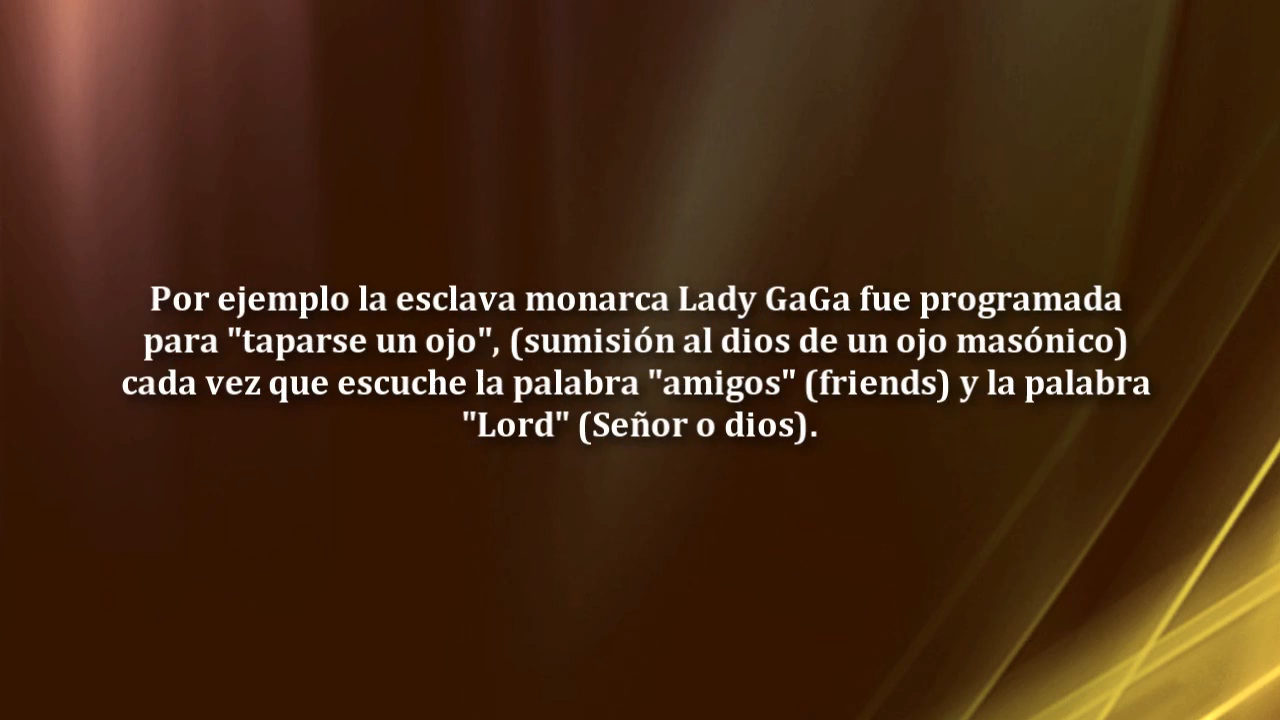 Por ejemplo la esclava monarca Lady GaGa fue programada
para "taparse un ojo", (sumisión al dios de un ojo masónico)
cada vez que escuche la palabra "amigos" (friends) y la palabra
"Lord" (Señor o dios).